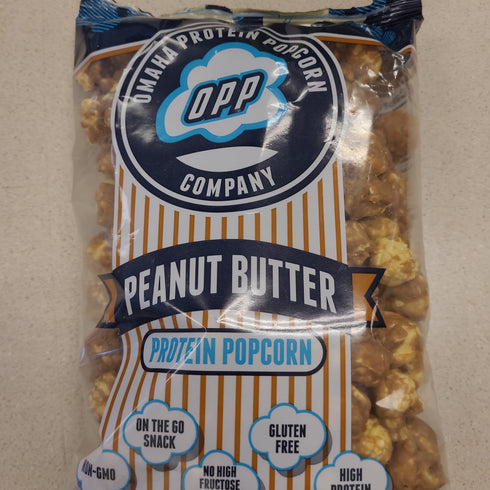 OMAHA PROTEIN POPCORN
OPP
COMPANY
PEANUT BUTTER
PROTEIN POPCORN
ON THE GO
SNACK
GLUTEN
FREE
NON-GMO
NO HIGH
FRUCTOSE
HIGH
PROTEIN